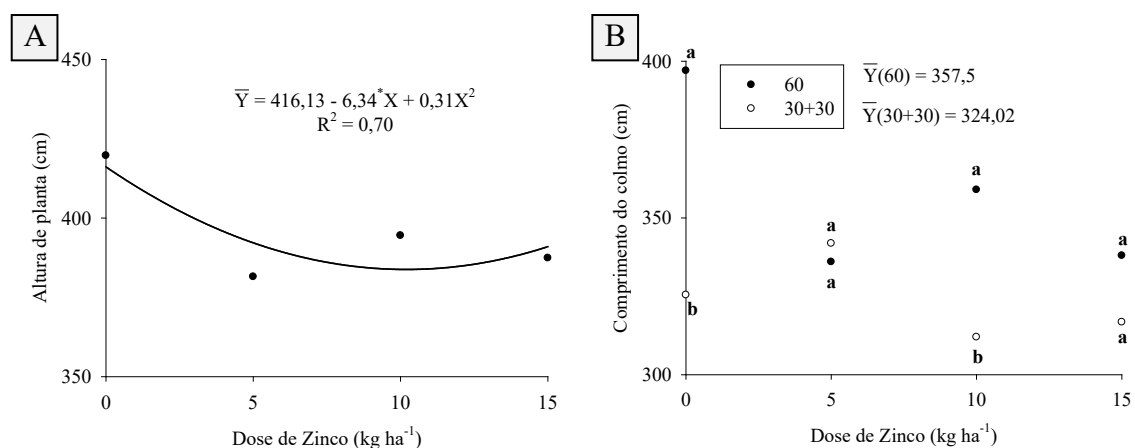 A
450
400
350
Altura de planta (cm)
Y̅ = 416,13 - 6,34*X + 0,31X²
R² = 0,70
0 5 10 15
Dose de Zinco (kg ha⁻¹)
B
400
350
300
Comprimento do colmo (cm)
60
30+30
Y̅(60) = 357,5
Y̅(30+30) = 324,02
a
b
a
a
a
b
a
a
0 5 10 15
Dose de Zinco (kg ha⁻¹)